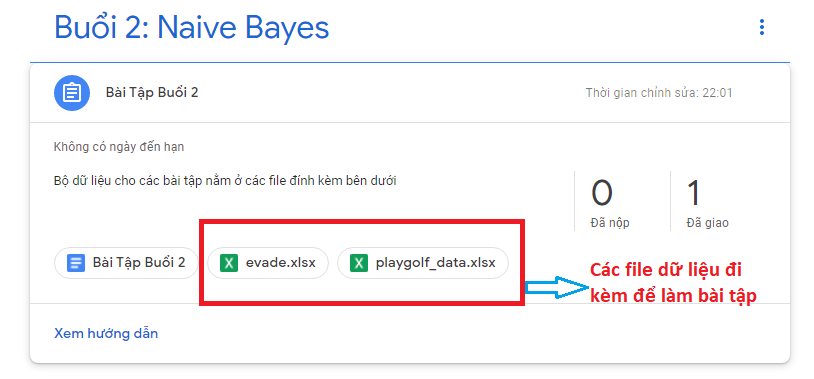 Buổi 2: Naive Bayes
Bài Tập Buổi 2
Thời gian chỉnh sửa: 22:01
Không có ngày đến hạn
Bộ dữ liệu cho các bài tập nằm ở các file đính kèm bên dưới
0
Đã nộp
1
Đã giao
Bài Tập Buổi 2
evade.xlsx
playgolf_data.xlsx
Các file dữ liệu đi
kèm để làm bài tập
Xem hướng dẫn